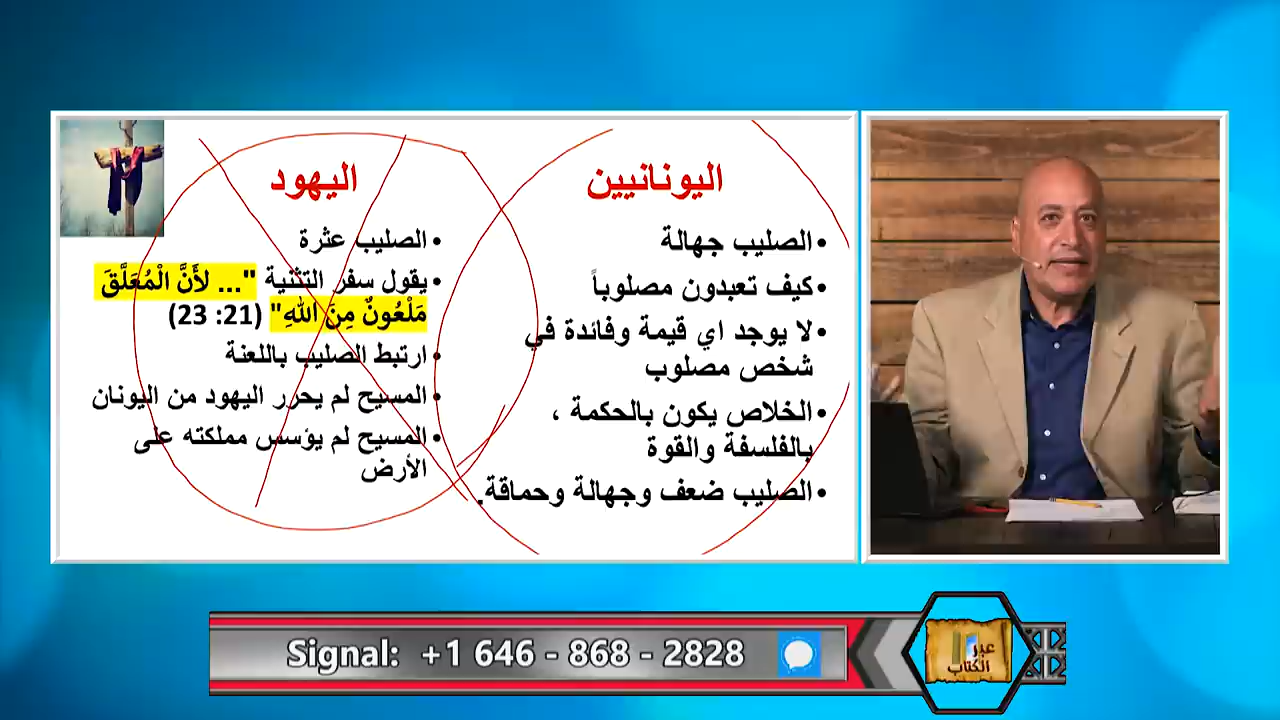 اليونانيين
•الصليب جهالة
•كيف تعبدون مصلوباً
•لا يوجد اي قيمة وفائدة في
شخص مصلوب
•الخلاص يكون بالحكمة ،
بالفلسفة والقوة
•الصليب ضعف وجهالة وحماقة.
اليهود
•الصليب عثرة
•يقول سفر التثنية "... لأَنَّ الْمُعَلَّقَ
مَلْعُونٌ مِنَ اللهِ" (21: 23)
•ارتبط الصليب باللعنة
•المسيح لم يحرر اليهود من اليونان
•المسيح لم يؤسس مملكته على
الأرض
Signal: +1 646 - 868 - 2828
عبر
الكتاب